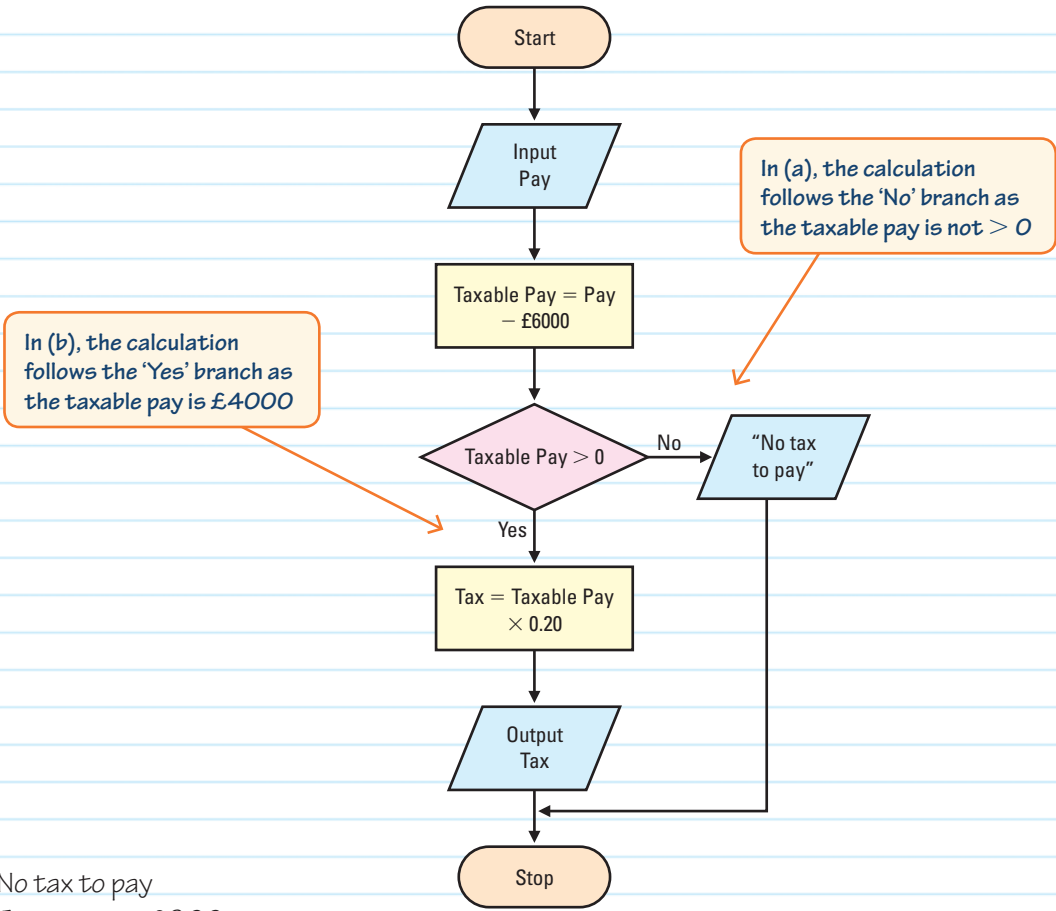 Start
Input
Pay
In (a), the calculation
follows the ‘No’ branch as
the taxable pay is not > 0
Taxable Pay = Pay
− £6000
In (b), the calculation
follows the ‘Yes’ branch as
the taxable pay is £4000
Taxable Pay > 0
No
“No tax
to pay”
Yes
Tax = Taxable Pay
× 0.20
Output
Tax
Stop
No tax to pay